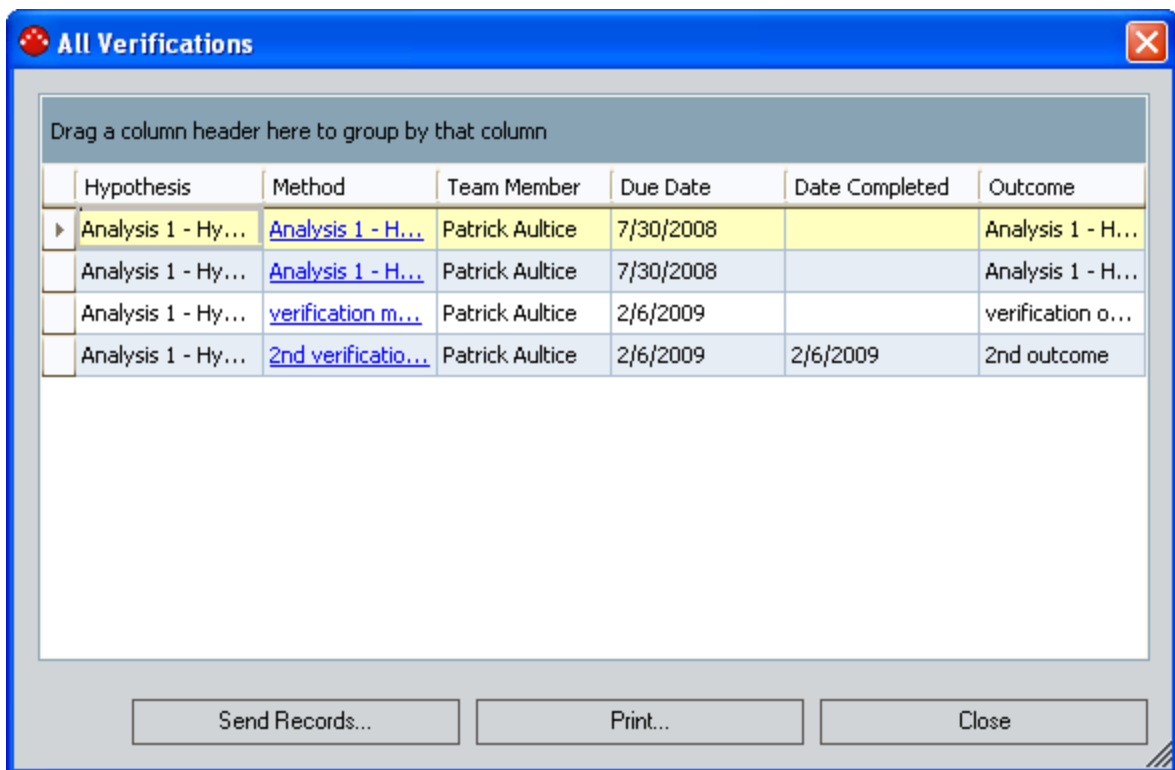 All Verifications
Drag a column header here to group by that column
Hypothesis Method Team Member Due Date Date Completed Outcome
Analysis 1 - Hy... Analysis 1 - H... Patrick Aultice 7/30/2008 Analysis 1 - H...
Analysis 1 - Hy... Analysis 1 - H... Patrick Aultice 7/30/2008 Analysis 1 - H...
Analysis 1 - Hy... verification m... Patrick Aultice 2/6/2009 verification o...
Analysis 1 - Hy... 2nd verificatio... Patrick Aultice 2/6/2009 2/6/2009 2nd outcome
Send Records... Print... Close